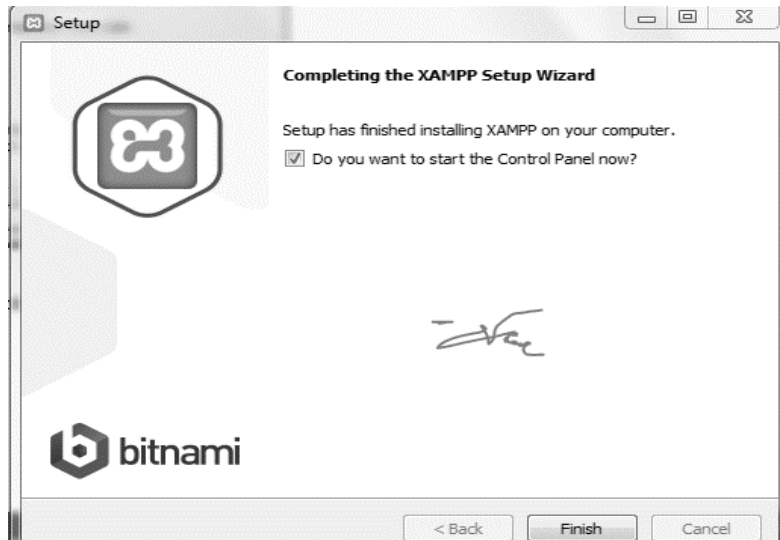 Setup
Completing the XAMPP Setup Wizard
Setup has finished installing XAMPP on your computer.
Do you want to start the Control Panel now?
bitnami
< Back
Finish
Cancel